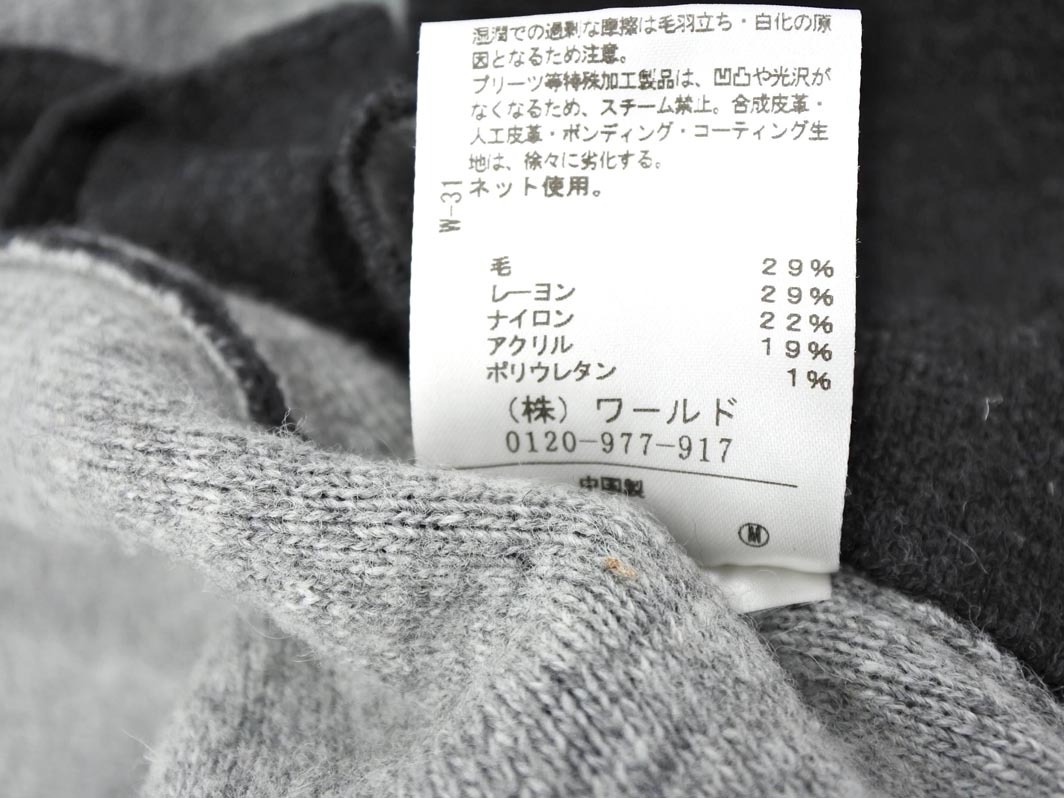 湿潤での過剰な摩擦は毛羽立ち・白化の原
因となるため注意。
プリーツ等特殊加工製品は、凹凸や光沢が
なくなるため、スチーム禁止。合成皮革・
人工皮革・ボンディング・コーティング生
地は、徐々に劣化する。
ネット使用。
W-31
毛 29%
レーヨン 29%
ナイロン 22%
アクリル 19%
ポリウレタン 1%
（株）ワールド
0120-977-917
中国製
M